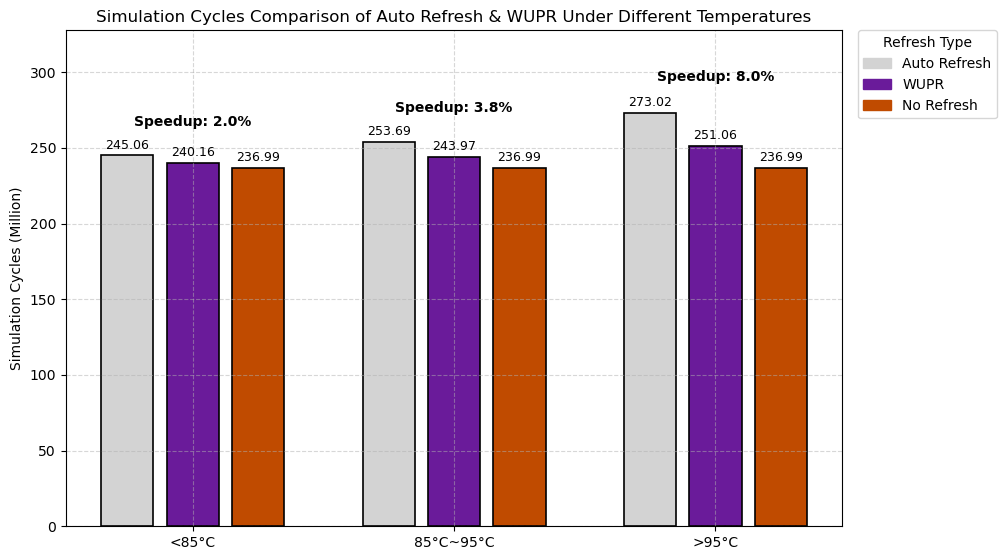 Simulation Cycles Comparison of Auto Refresh & WUPR Under Different Temperatures
Refresh Type
Auto Refresh
WUPR
No Refresh
Simulation Cycles (Million)
300
250
200
150
100
50
0
Speedup: 2.0%
245.06
240.16
236.99
Speedup: 3.8%
253.69
243.97
236.99
Speedup: 8.0%
273.02
251.06
236.99
<85°C
85°C~95°C
>95°C